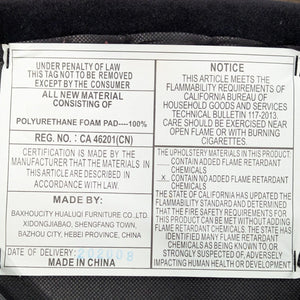 UNDER PENALTY OF LAW
THIS TAG NOT TO BE REMOVED
EXCEPT BY THE CONSUMER
ALL NEW MATERIAL
CONSISTING OF
POLYURETHANE FOAM PAD----100%
REG. NO. : CA 46201(CN)
CERTIFICATION IS MADE BY THE
MANUFACTURER THAT THE MATERIALS
IN THIS ARTICLE ARE DESCRIBED IN
ACCORDANCE WITH LAW.
MADE BY:
BAXHOUCITY HUALUQI FURNITURE CO.,LTD.
XIDONGJIABAO, SHENGFANG TOWN,
BAZHOU CITY, HEBEI PROVINCE, CHINA
DATE OF DELIVERY: 202008
MADE IN CHINA
NOTICE
THIS ARTICLE MEETS THE
FLAMMABILITY REQUIREMENTS OF
CALIFORNIA BUREAU OF
HOUSEHOLD GOODS AND SERVICES
TECHNICAL BULLETIN 117-2013.
CARE SHOULD BE EXERCISED NEAR
OPEN FLAME OR WITH BURNING
CIGARETTES.
THE UPHOLSTERY MATERIALS IN THIS PRODUCT:
CONTAIN ADDED FLAME RETARDANT
CHEMICALS
X CONTAIN NO ADDED FLAME RETARDANT
CHEMICALS
THE STATE OF CALIFORNIA HAS UPDATED THE
FLAMMABILITY STANDARD AND DETERMINED
THAT THE FIRE SAFETY REQUIREMENTS FOR THIS
PRODUCT CAN BE MET WITHOUT ADDING
FLAME RETARDANT CHEMICALS. THE STATE HAS
IDENTIFIED MANY FLAME RETARDANT
CHEMICALS AS BEING KNOWN TO, OR
STRONGLY SUSPECTED OF, ADVERSELY
IMPACTING HUMAN HEALTH OR DEVELOPMENT